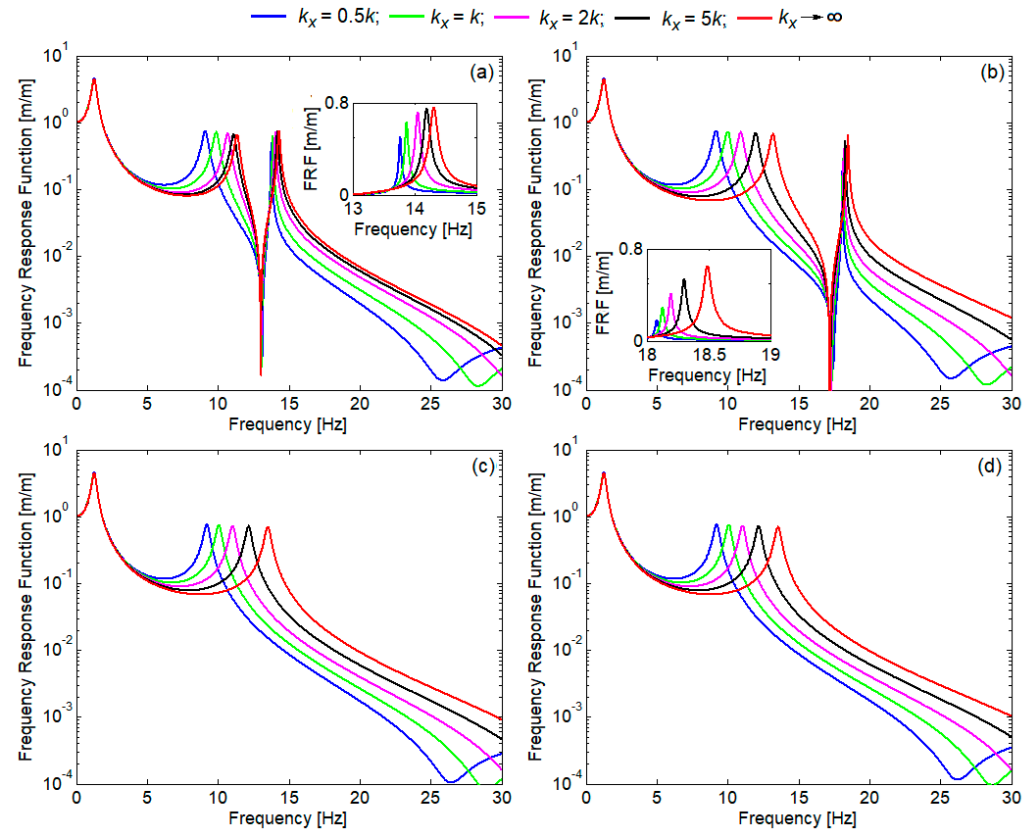 k_x = 0.5k; k_x = k; k_x = 2k; k_x = 5k; k_x → ∞
(a)
Frequency Response Function [m/m]
10^1
10^0
10^-1
10^-2
10^-3
10^-4
0 5 10 15 20 25 30
Frequency [Hz]
FRF [m/m]
0.8
0
13 14 15
Frequency [Hz]
(b)
Frequency Response Function [m/m]
10^1
10^0
10^-1
10^-2
10^-3
10^-4
0 5 10 15 20 25 30
Frequency [Hz]
FRF [m/m]
0.8
0
18 18.5 19
Frequency [Hz]
(c)
Frequency Response Function [m/m]
10^1
10^0
10^-1
10^-2
10^-3
10^-4
0 5 10 15 20 25 30
Frequency [Hz]
(d)
Frequency Response Function [m/m]
10^1
10^0
10^-1
10^-2
10^-3
10^-4
0 5 10 15 20 25 30
Frequency [Hz]